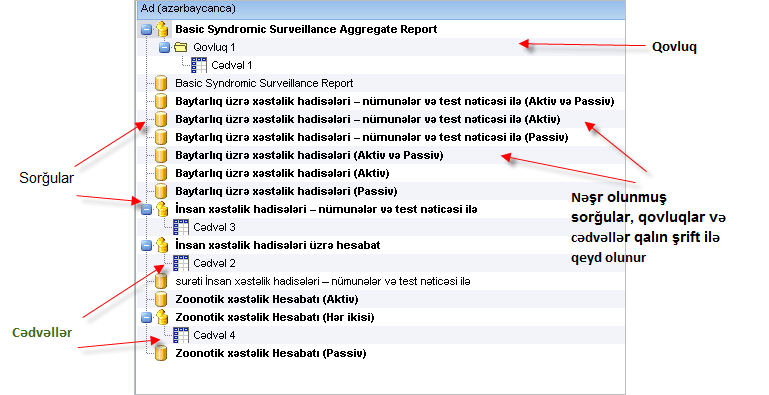 Ad (azərbaycanca)
Basic Syndromic Surveillance Aggregate Report
Qovluq 1
Cədvəl 1
Basic Syndromic Surveillance Report
Baytarlıq üzrə xəstəlik hadisələri – nümunələr və test nəticəsi ilə (Aktiv və Passiv)
Baytarlıq üzrə xəstəlik hadisələri – nümunələr və test nəticəsi ilə (Aktiv)
Baytarlıq üzrə xəstəlik hadisələri – nümunələr və test nəticəsi ilə (Passiv)
Baytarlıq üzrə xəstəlik hadisələri (Aktiv və Passiv)
Baytarlıq üzrə xəstəlik hadisələri (Aktiv)
Baytarlıq üzrə xəstəlik hadisələri (Passiv)
İnsan xəstəlik hadisələri – nümunələr və test nəticəsi ilə
Cədvəl 3
İnsan xəstəlik hadisələri üzrə hesabat
Cədvəl 2
surəti İnsan xəstəlik hadisələri – nümunələr və test nəticəsi ilə
Zoonotik xəstəlik Hesabatı (Aktiv)
Zoonotik xəstəlik Hesabatı (Hər ikisi)
Cədvəl 4
Zoonotik xəstəlik Hesabatı (Passiv)
Qovluq
Sorğular
Nəşr olunmuş
sorğular, qovluqlar və
cədvəllər qalın şrift ilə
qeyd olunur
Cədvəllər